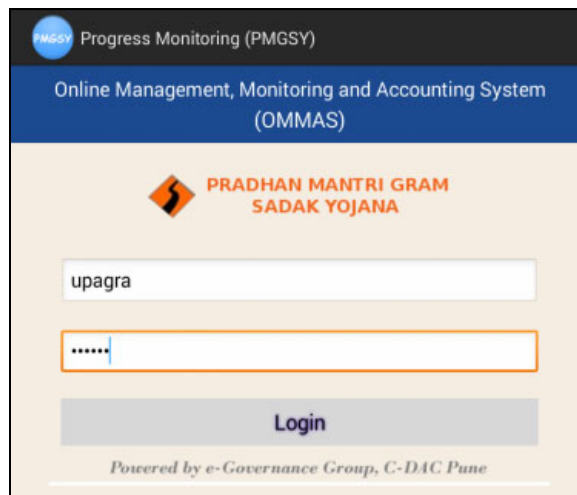 PMGSY Progress Monitoring (PMGSY)
Online Management, Monitoring and Accounting System
(OMMAS)
PRADHAN MANTRI GRAM
SADAK YOJANA
upagra
••••••
Login
Powered by e-Governance Group, C-DAC Pune